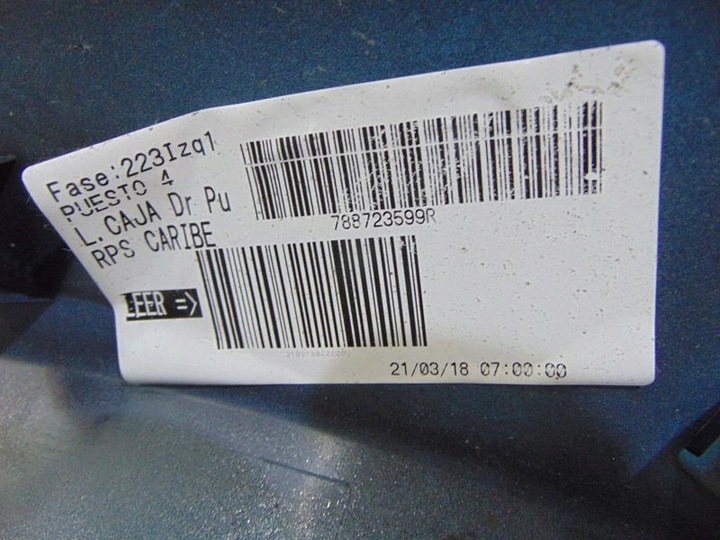 Fase:223Izq1
PUESTO 4
L. CAJA Dr Pu
RPS CARIBE
788723599R
LEER =>
21/03/18 07:00:00